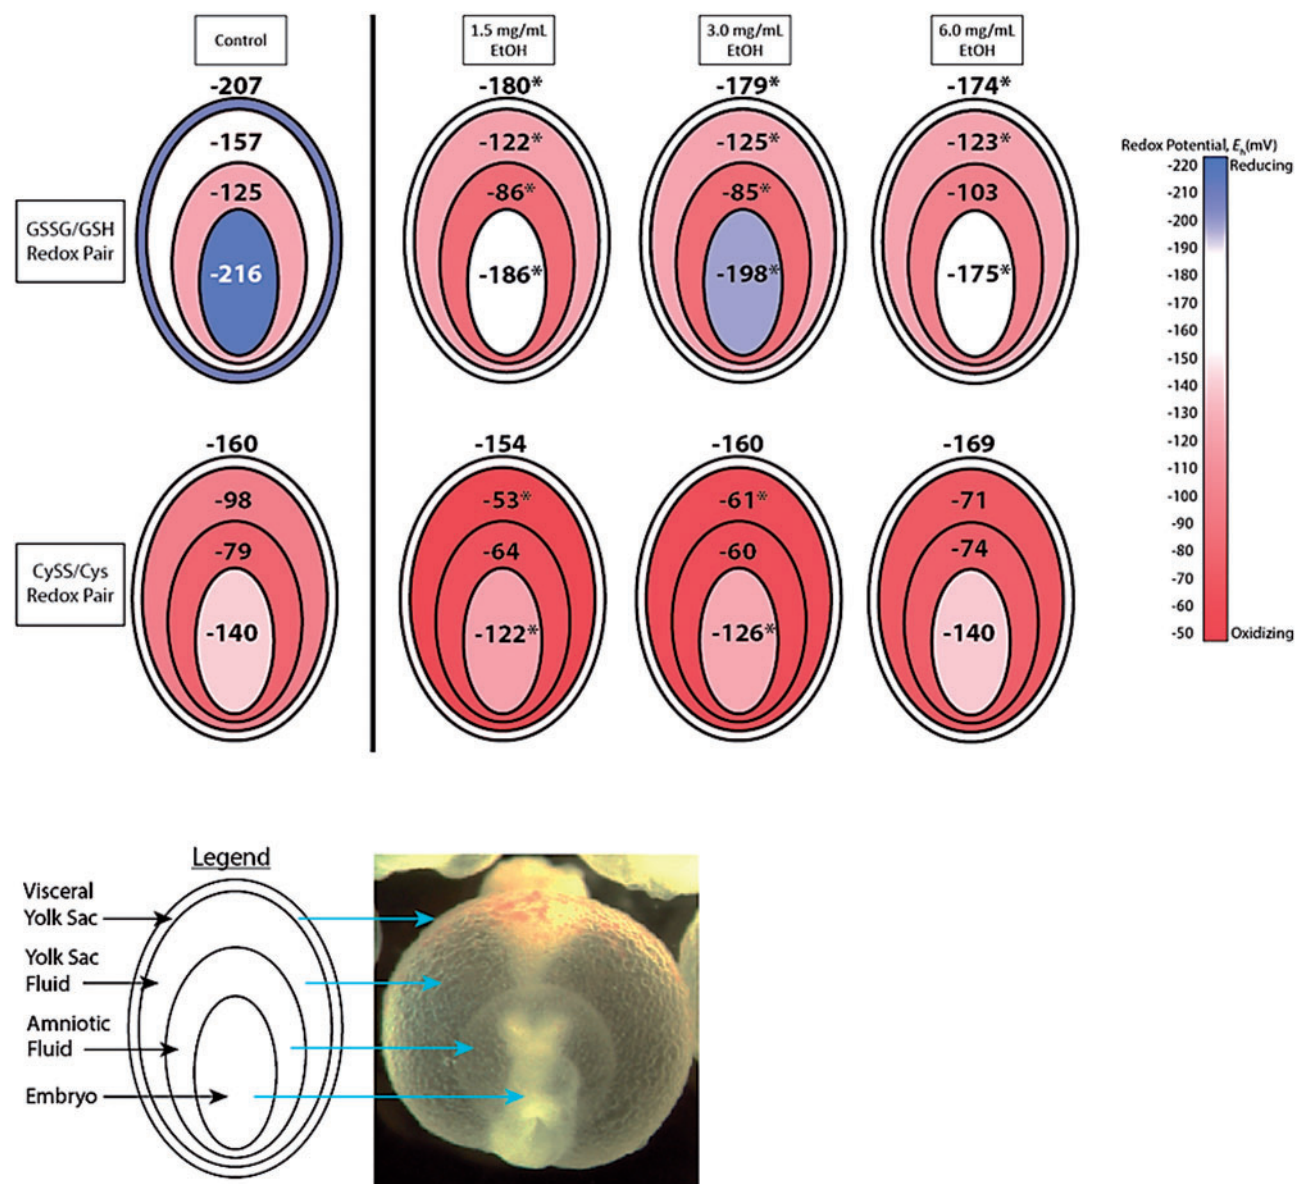 Control
1.5 mg/mL
EtOH
3.0 mg/mL
EtOH
6.0 mg/mL
EtOH
-207
-180*
-179*
-174*
-157
-122*
-125*
-123*
-125
-86*
-85*
-103
-216
-186*
-198*
-175*
GSSG/GSH
Redox Pair
Redox Potential, Eh(mV)
-220 Reducing
-210
-200
-190
-180
-170
-160
-150
-140
-130
-120
-110
-100
-90
-80
-70
-60
-50 Oxidizing
-160
-154
-160
-169
-98
-53*
-61*
-71
-79
-64
-60
-74
-140
-122*
-126*
-140
CySS/Cys
Redox Pair
Legend
Visceral
Yolk Sac
Yolk Sac
Fluid
Amniotic
Fluid
Embryo